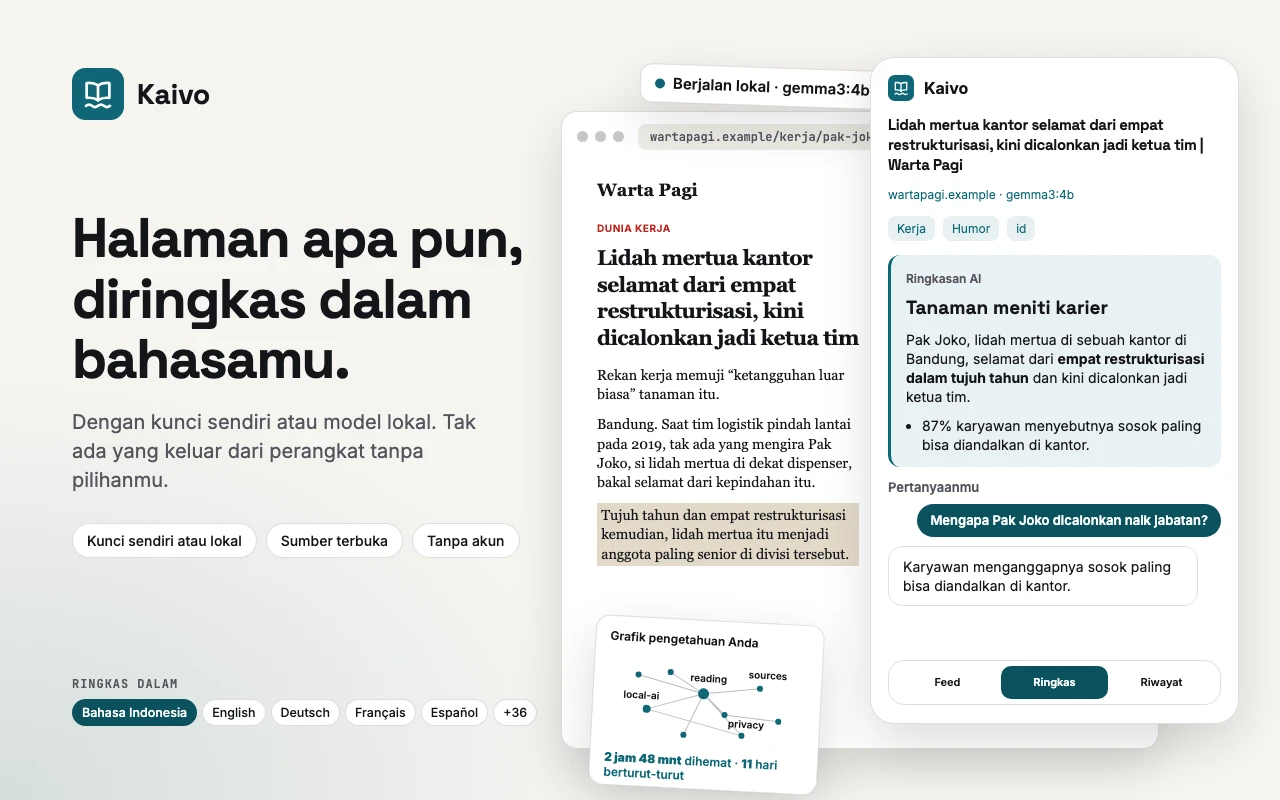 Kaivo
Halaman apa pun,
diringkas dalam
bahasamu.
Dengan kunci sendiri atau model lokal. Tak
ada yang keluar dari perangkat tanpa
pilihanmu.
Kunci sendiri atau lokal
Sumber terbuka
Tanpa akun
RINGKAS DALAM
Bahasa Indonesia
English
Deutsch
Français
Español
+36
Berjalan lokal · gemma3:4b
wartapagi.example/kerja/pak-jok
Warta Pagi
DUNIA KERJA
Lidah mertua kantor
selamat dari empat
restrukturisasi, kini
dicalonkan jadi ketua tim
Rekan kerja memuji “ketangguhan luar
biasa” tanaman itu.
Bandung. Saat tim logistik pindah lantai
pada 2019, tak ada yang mengira Pak
Joko, si lidah mertua di dekat dispenser,
bakal selamat dari kepindahan itu.
Tujuh tahun dan empat restrukturisasi
kemudian, lidah mertua itu menjadi
anggota paling senior di divisi tersebut.
Grafik pengetahuan Anda
reading
sources
local-ai
privacy
2 jam 48 mnt dihemat · 11 hari
berturut-turut
Kaivo
Lidah mertua kantor selamat dari empat
restrukturisasi, kini dicalonkan jadi ketua tim |
Warta Pagi
wartapagi.example · gemma3:4b
Kerja
Humor
id
Ringkasan AI
Tanaman meniti karier
Pak Joko, lidah mertua di sebuah kantor di
Bandung, selamat dari empat restrukturisasi
dalam tujuh tahun dan kini dicalonkan jadi
ketua tim.
• 87% karyawan menyebutnya sosok paling
bisa diandalkan di kantor.
Pertanyaanmu
Mengapa Pak Joko dicalonkan naik jabatan?
Karyawan menganggapnya sosok paling
bisa diandalkan di kantor.
Feed
Ringkas
Riwayat